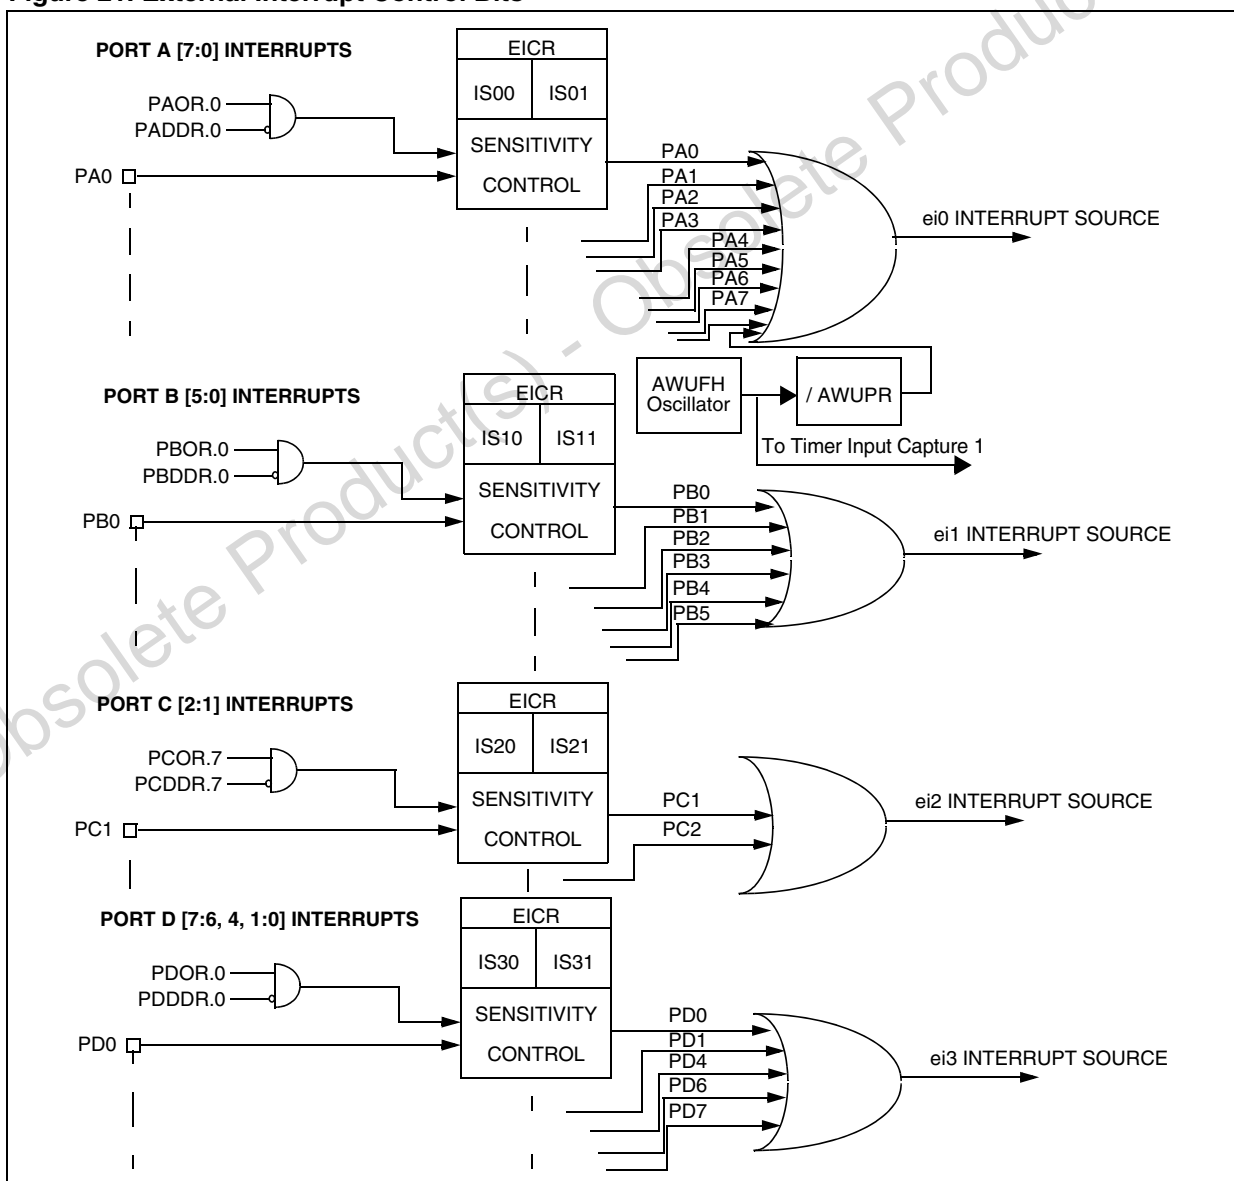 Figure 21. External Interrupt Control Bits
PORT A [7:0] INTERRUPTS
EICR
IS00 IS01
PAOR.0
PADDR.0
SENSITIVITY
CONTROL
PA0
PA0
PA1
PA2
PA3
PA4
PA5
PA6
PA7
ei0 INTERRUPT SOURCE
AWUFH
Oscillator
/ AWUPR
To Timer Input Capture 1
PORT B [5:0] INTERRUPTS
EICR
IS10 IS11
PBOR.0
PBDDR.0
SENSITIVITY
CONTROL
PB0
PB0
PB1
PB2
PB3
PB4
PB5
ei1 INTERRUPT SOURCE
PORT C [2:1] INTERRUPTS
EICR
IS20 IS21
PCOR.7
PCDDR.7
SENSITIVITY
CONTROL
PC1
PC1
PC2
ei2 INTERRUPT SOURCE
PORT D [7:6, 4, 1:0] INTERRUPTS
EICR
IS30 IS31
PDOR.0
PDDDR.0
SENSITIVITY
CONTROL
PD0
PD0
PD1
PD4
PD6
PD7
ei3 INTERRUPT SOURCE
Obsolete Product(s) - Obsolete Produc